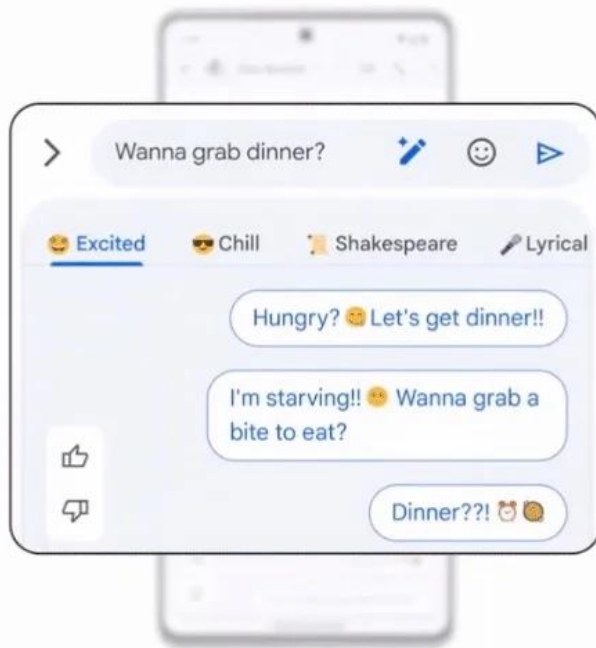 Wanna grab dinner?
🤩 Excited
😎 Chill
📜 Shakespeare
🎤 Lyrical
Hungry? 😋 Let's get dinner!!
I'm starving!! 😁 Wanna grab a
bite to eat?
Dinner??! ⏰🥘